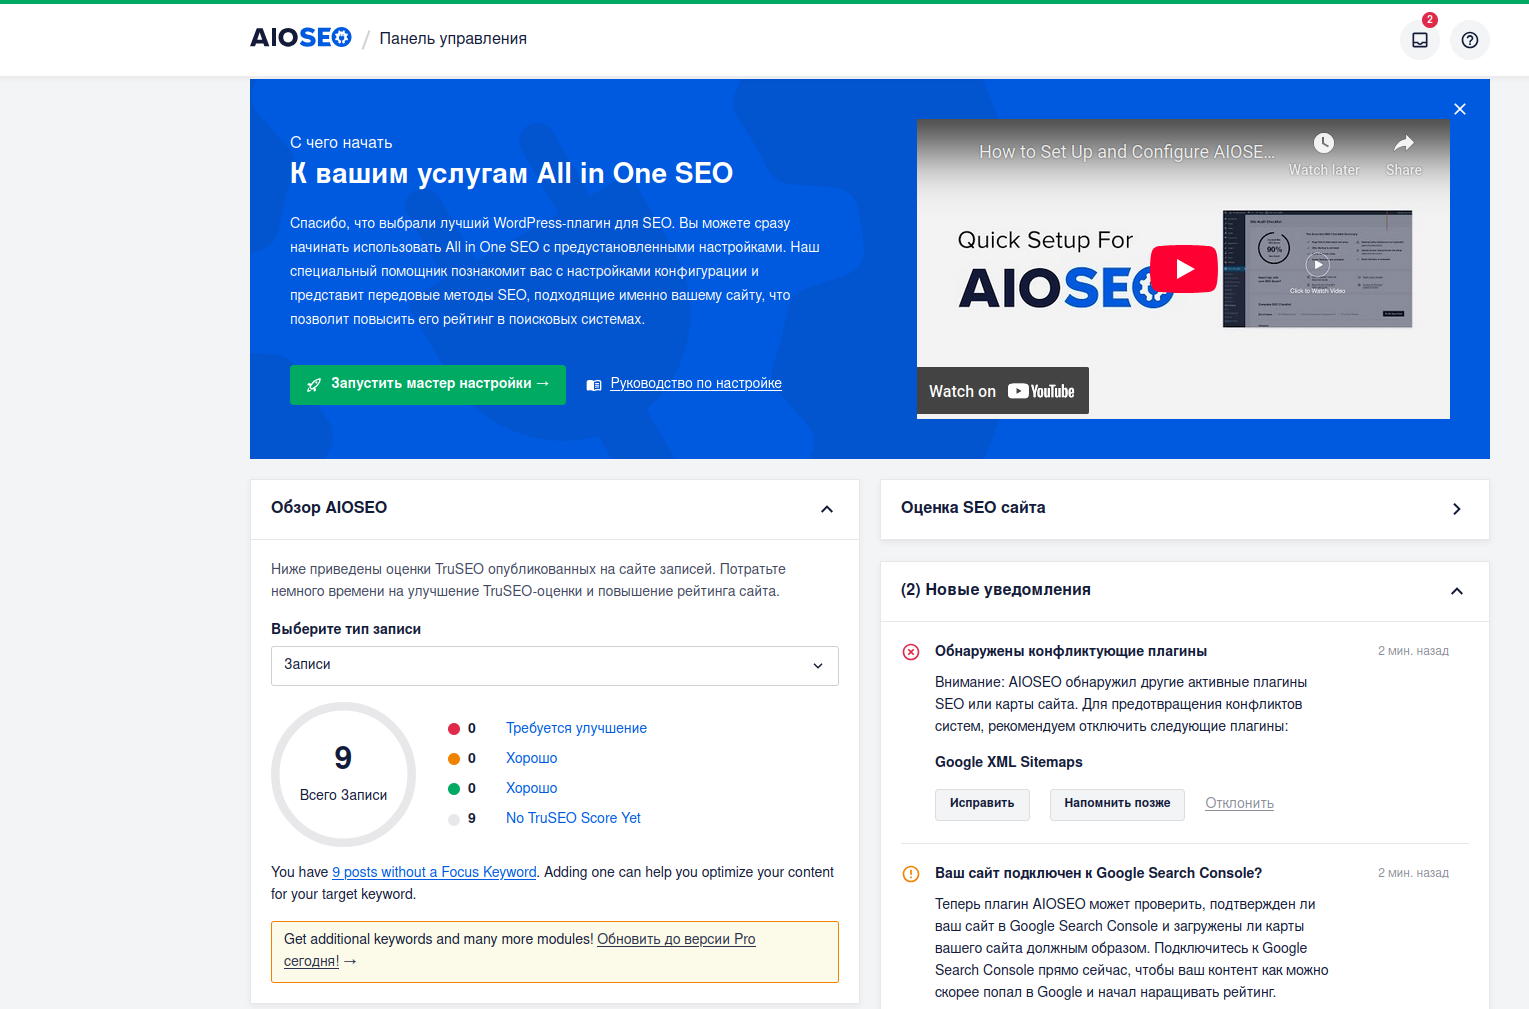 AIOSEO / Панель управления
2
С чего начать
К вашим услугам All in One SEO
Спасибо, что выбрали лучший WordPress-плагин для SEO. Вы можете сразу
начинать использовать All in One SEO с предустановленными настройками. Наш
специальный помощник познакомит вас с настройками конфигурации и
представит передовые методы SEO, подходящие именно вашему сайту, что
позволит повысить его рейтинг в поисковых системах.
Запустить мастер настройки →
Руководство по настройке
How to Set Up and Configure AIOSE...
Watch later
Share
Quick Setup For
AIOSEO
90%
Click to Watch Video
Watch on YouTube
Обзор AIOSEO
Ниже приведены оценки TruSEO опубликованных на сайте записей. Потратьте
немного времени на улучшение TruSEO-оценки и повышение рейтинга сайта.
Выберите тип записи
Записи
9
Всего Записи
0 Требуется улучшение
0 Хорошо
0 Хорошо
9 No TruSEO Score Yet
You have 9 posts without a Focus Keyword. Adding one can help you optimize your content
for your target keyword.
Get additional keywords and many more modules! Обновить до версии Pro
сегодня! →
Оценка SEO сайта
(2) Новые уведомления
Обнаружены конфликтующие плагины
2 мин. назад
Внимание: AIOSEO обнаружил другие активные плагины
SEO или карты сайта. Для предотвращения конфликтов
систем, рекомендуем отключить следующие плагины:
Google XML Sitemaps
Исправить
Напомнить позже
Отклонить
Ваш сайт подключен к Google Search Console?
2 мин. назад
Теперь плагин AIOSEO может проверить, подтвержден ли
ваш сайт в Google Search Console и загружены ли карты
вашего сайта должным образом. Подключитесь к Google
Search Console прямо сейчас, чтобы ваш контент как можно
скорее попал в Google и начал наращивать рейтинг.